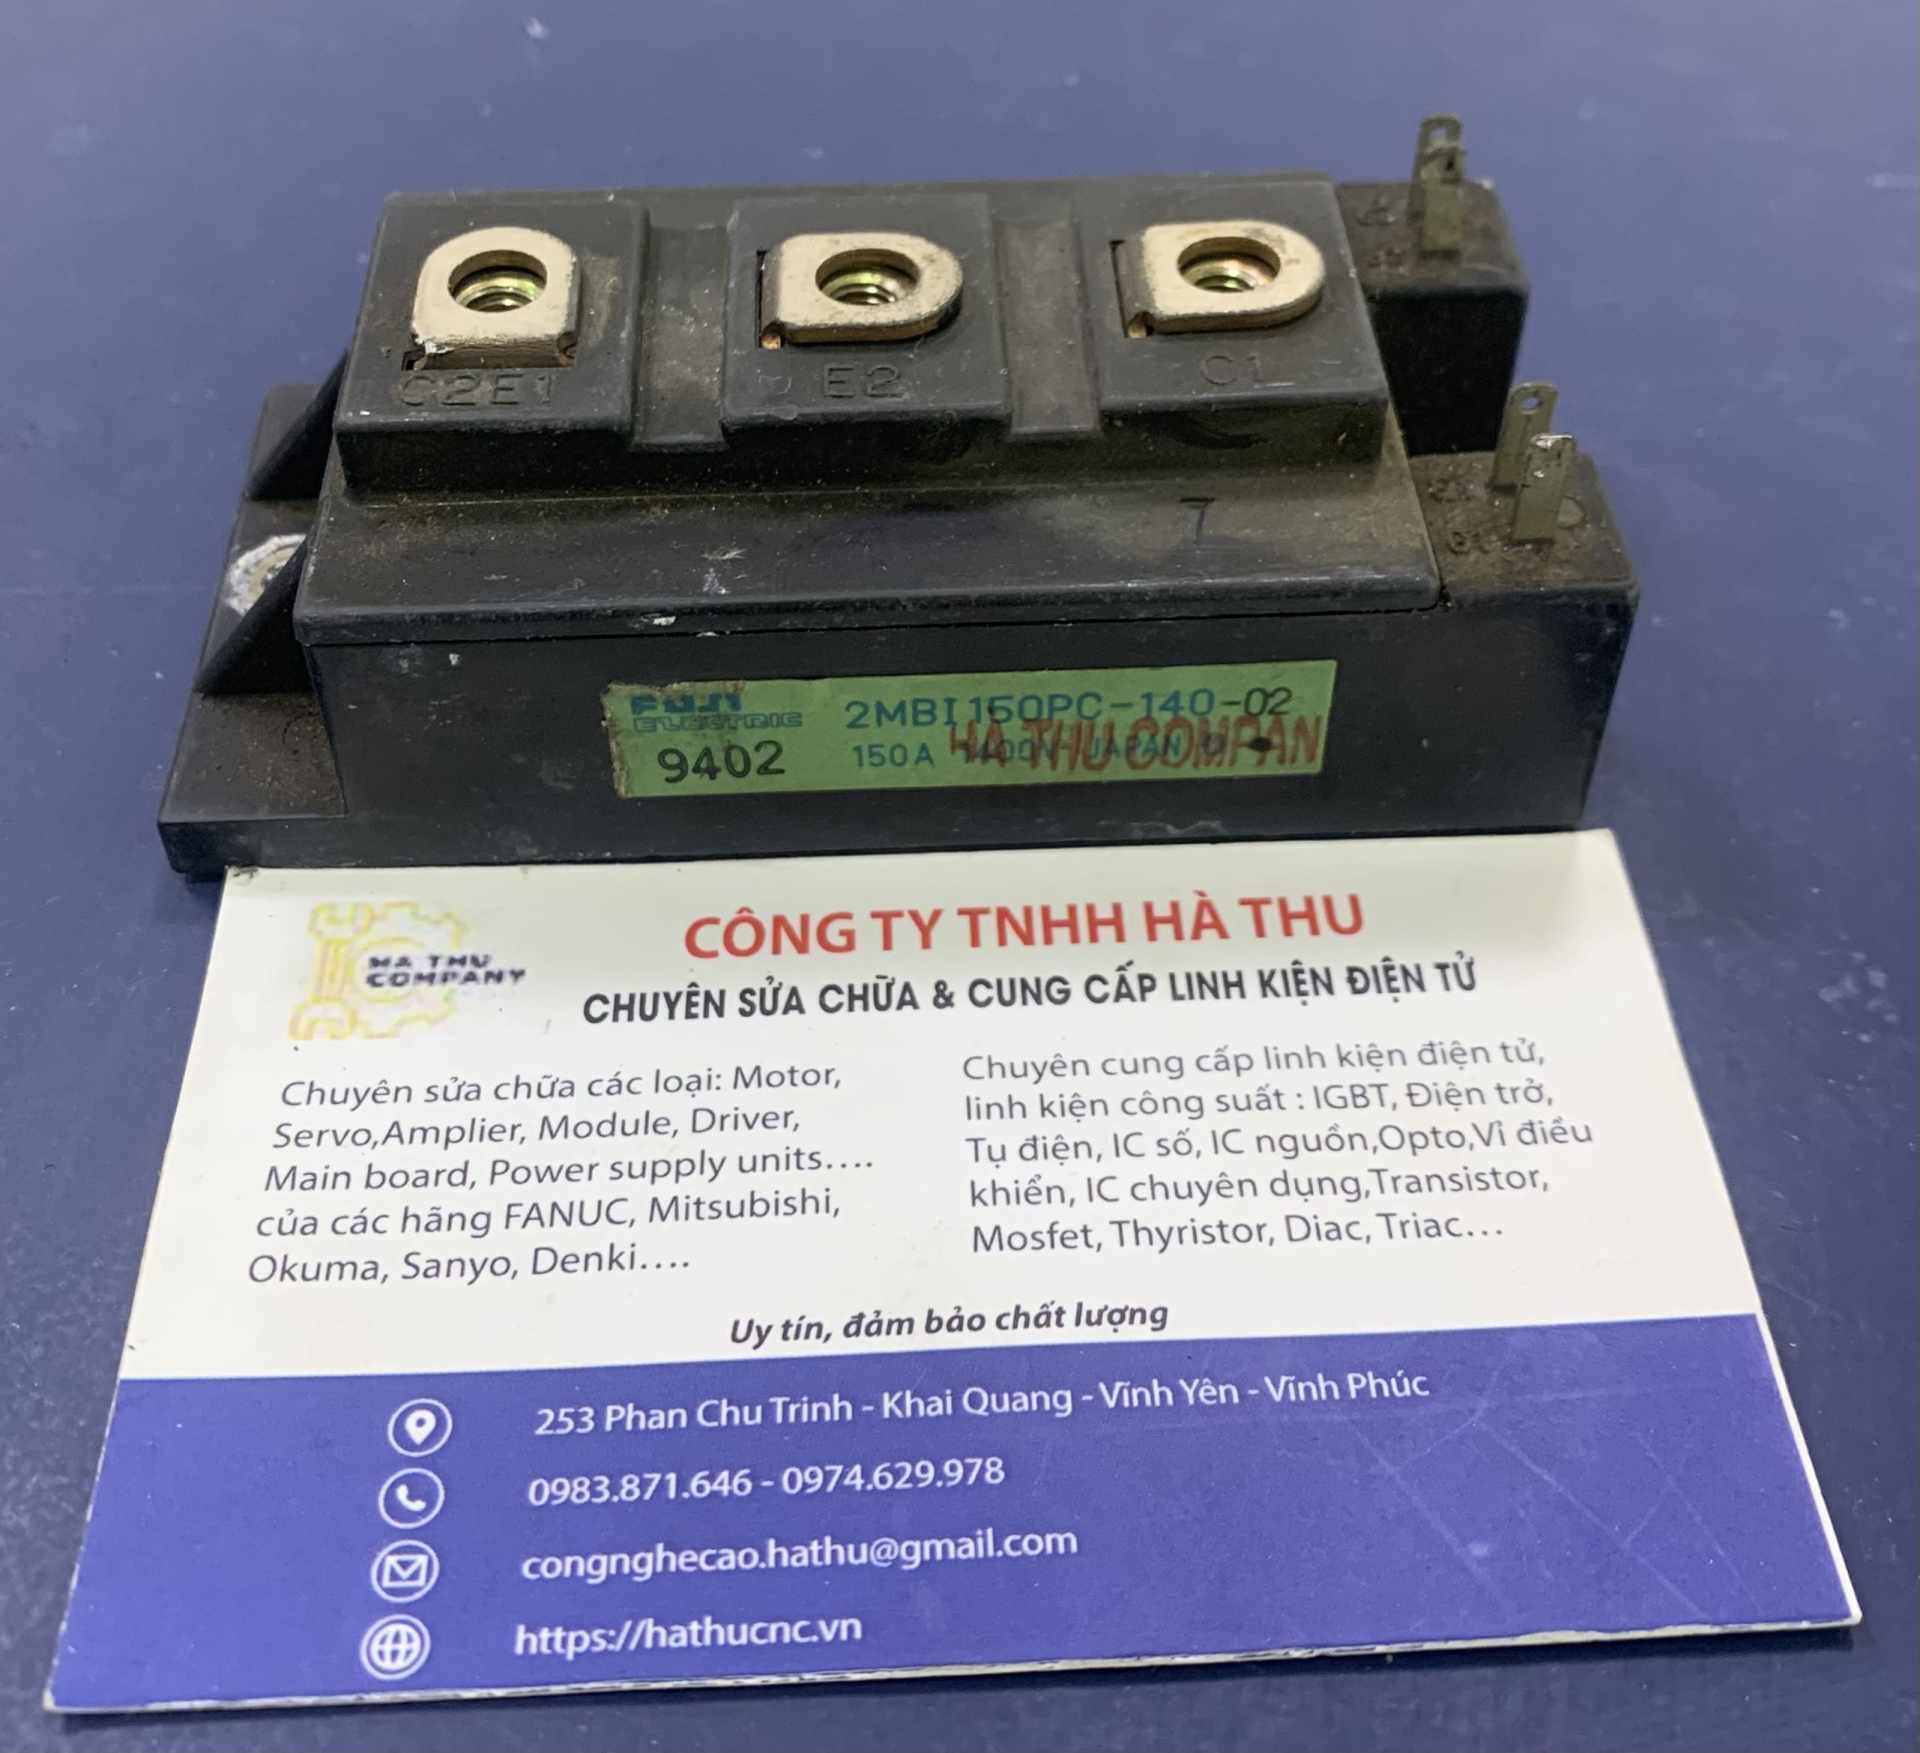 C2E1
E2
C1
7
FUJI
ELECTRIC
2MBI150PC-140-02
9402
150A 1400V JAPAN
HA THU COMPAN
CÔNG TY TNHH HÀ THU
HA THU
COMPANY
CHUYÊN SỬA CHỮA & CUNG CẤP LINH KIỆN ĐIỆN TỬ
Chuyên sửa chữa các loại: Motor,
Servo,Amplier, Module, Driver,
Main board, Power supply units....
của các hãng FANUC, Mitsubishi,
Okuma, Sanyo, Denki....
Chuyên cung cấp linh kiện điện tử,
linh kiện công suất : IGBT, Điện trở,
Tụ điện, IC số, IC nguồn,Opto,Vi điều
khiển, IC chuyên dụng,Transistor,
Mosfet, Thyristor, Diac, Triac...
Uy tín, đảm bảo chất lượng
253 Phan Chu Trinh - Khai Quang - Vĩnh Yên - Vĩnh Phúc
0983.871.646 - 0974.629.978
congnghecao.hathu@gmail.com
https://hathucnc.vn